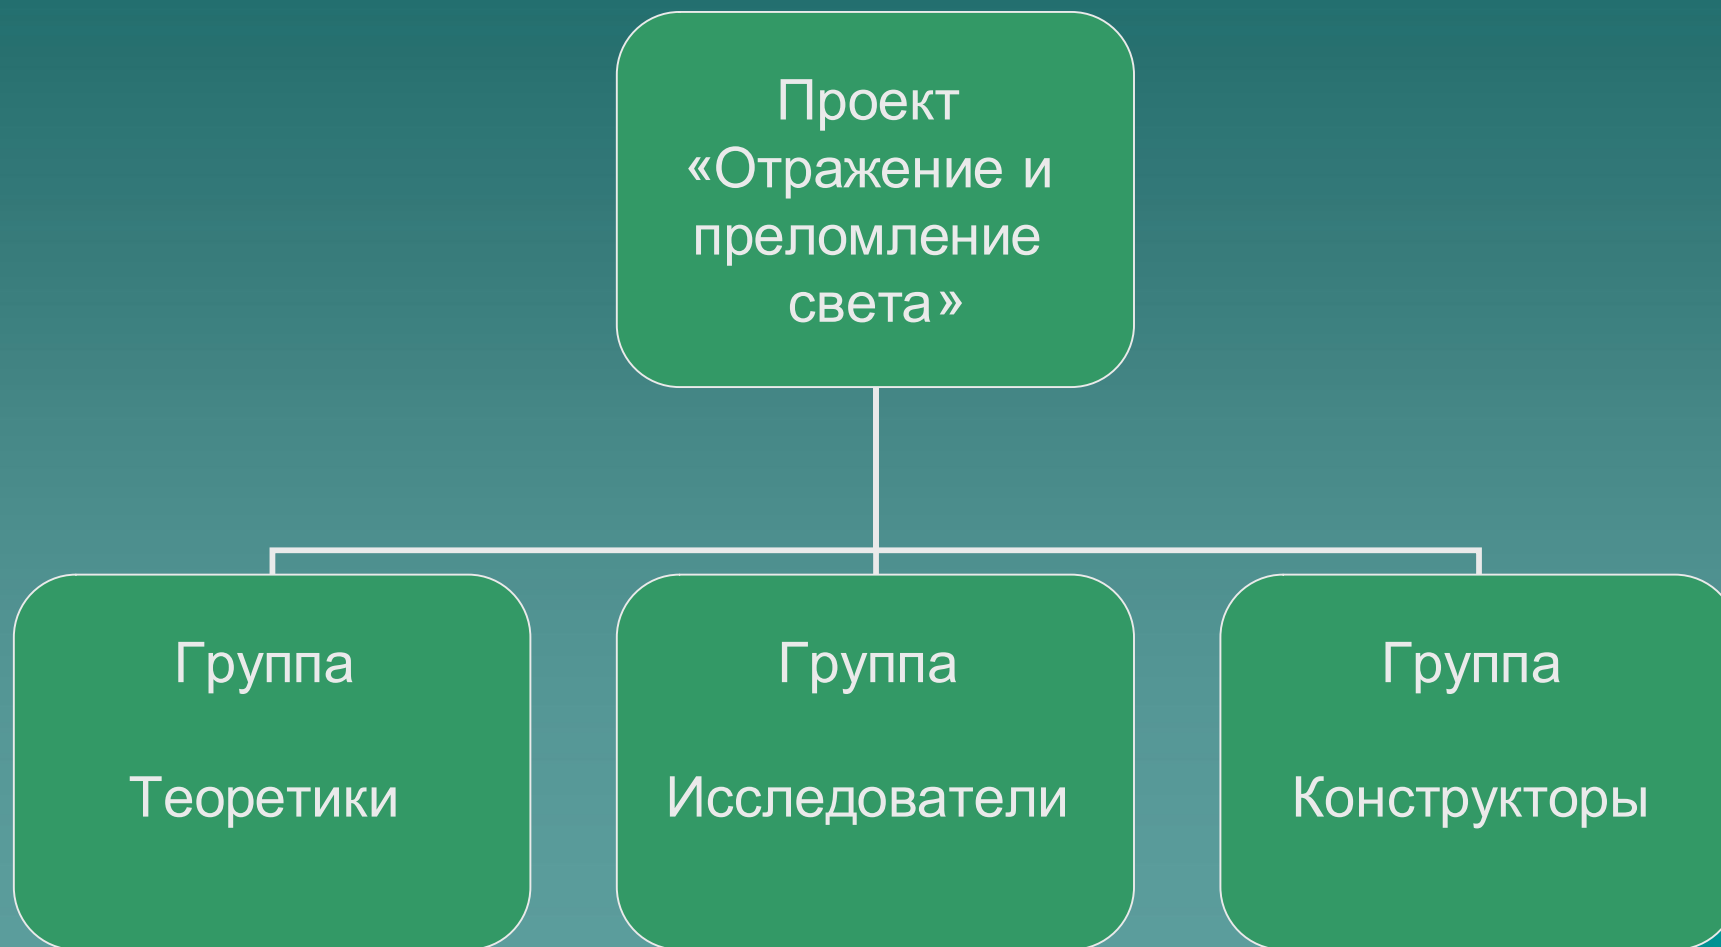 Проект
«Отражение и
преломление
света»
Группа
Теоретики
Группа
Исследователи
Группа
Конструкторы